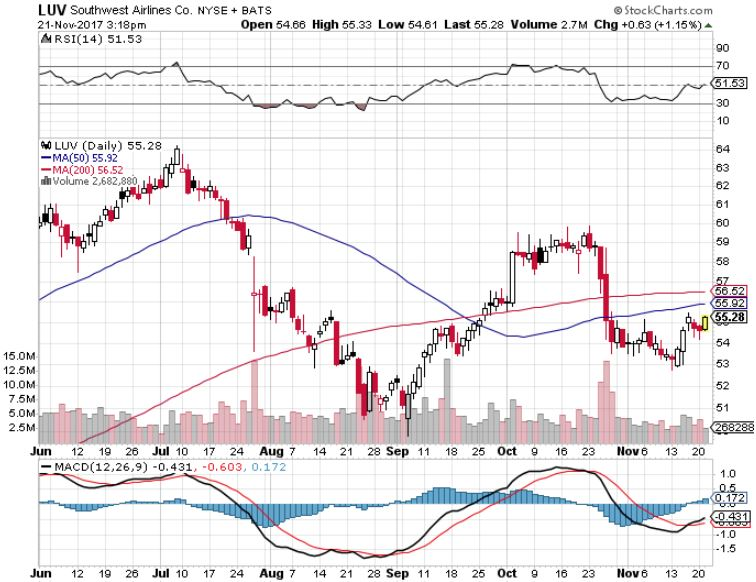 LUV Southwest Airlines Co. NYSE + BATS © StockCharts.com
21-Nov-2017 3:18pm Open 54.66 High 55.33 Low 54.61 Last 55.28 Volume 2.7M Chg +0.63 (+1.15%)
RSI(14) 51.53
90
70
51.53
30
10
LUV (Daily) 55.28
MA(50) 55.92
MA(200) 56.52
Volume 2,682,880
64
63
62
61
60
59
58
57
56.52
55.92
55.28
54
53
52
51
15.0M
12.5M
10.0M
7.5M
5.0M
2.5M
268288
Jun 12 19 26 Jul 10 17 24 Aug 7 14 21 28 Sep 11 18 25 Oct 9 16 23 Nov 6 13 20
MACD(12,26,9) -0.431, -0.603, 0.172
1.0
0.5
0.172
-0.431
-1.0
-1.5
Jun 12 19 26 Jul 10 17 24 Aug 7 14 21 28 Sep 11 18 25 Oct 9 16 23 Nov 6 13 20